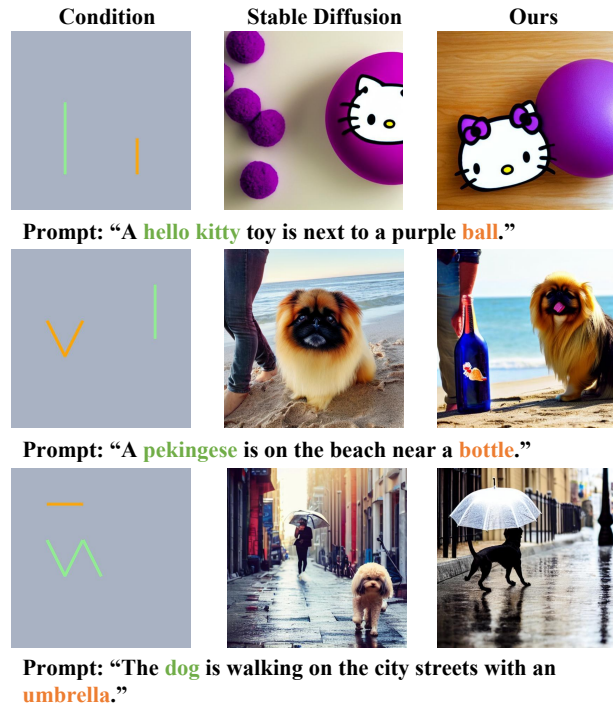 Condition Stable Diffusion Ours
Prompt: “A hello kitty toy is next to a purple ball.”
Prompt: “A pekingese is on the beach near a bottle.”
Prompt: “The dog is walking on the city streets with an
umbrella.”